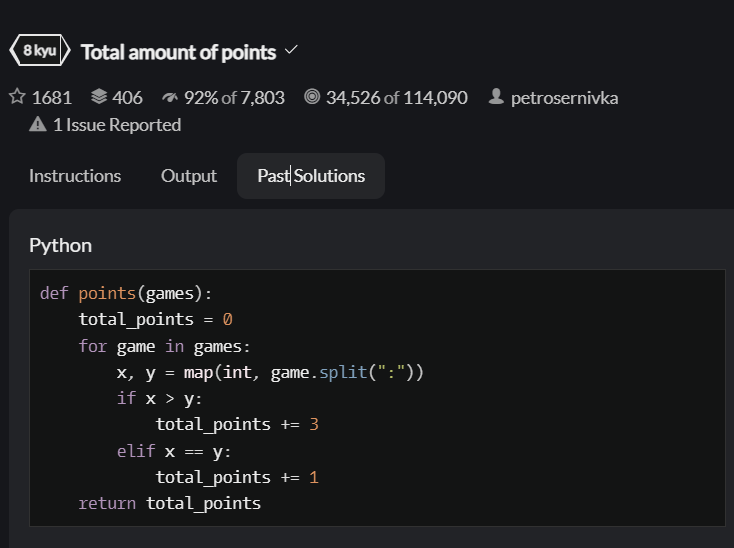 8 kyu Total amount of points
1681 406 92% of 7,803 34,526 of 114,090 petrosernivka
1 Issue Reported
Instructions Output Past Solutions
Python
def points(games):
    total_points = 0
    for game in games:
        x, y = map(int, game.split(":"))
        if x > y:
            total_points += 3
        elif x == y:
            total_points += 1
    return total_points